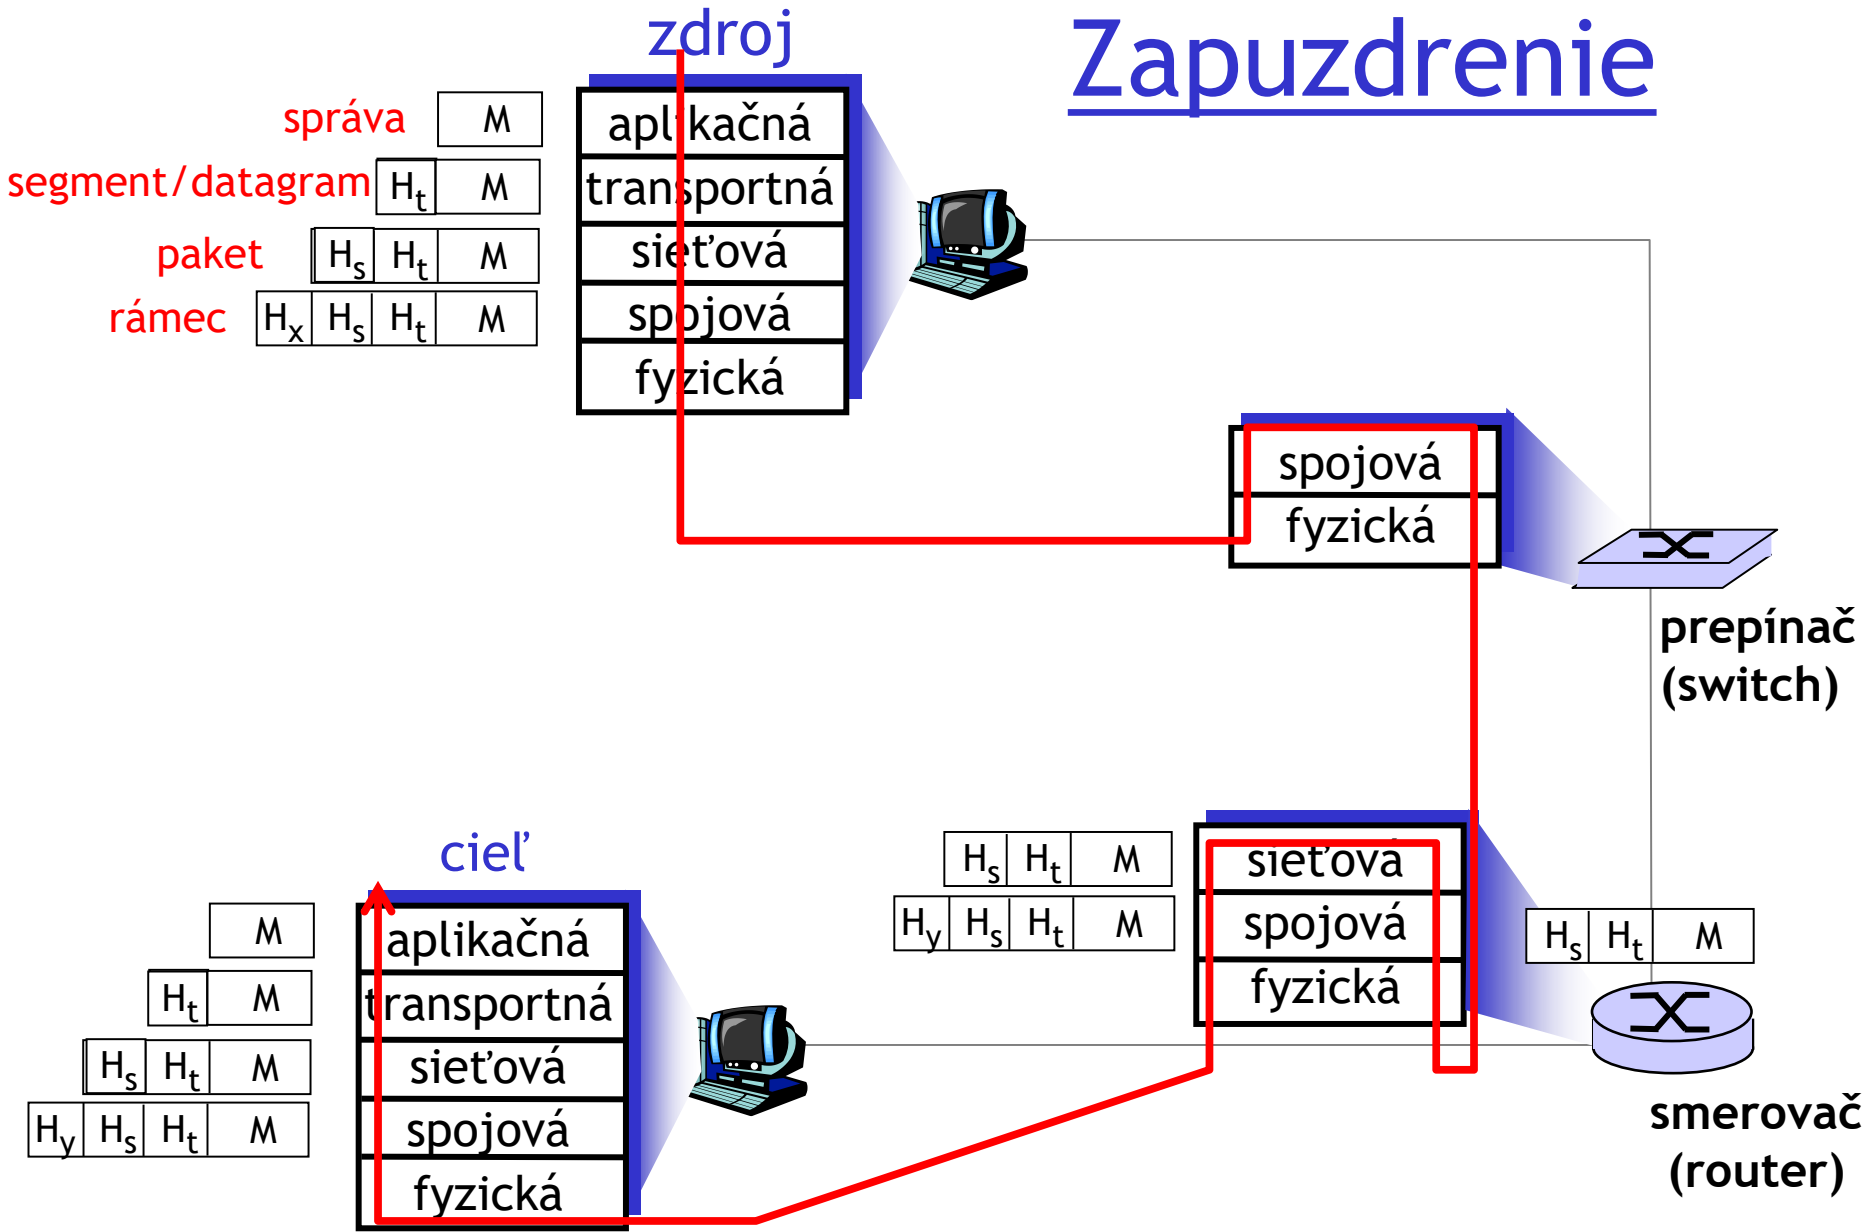 Zapuzdrenie
zdroj
správa M aplikačná
segment/datagram Ht M transportná
paket Hs Ht M sieťová
rámec Hx Hs Ht M spojová
fyzická
spojová
fyzická
prepínač
(switch)
Hs Ht M sieťová
Hy Hs Ht M spojová
fyzická
Hs Ht M
smerovač
(router)
cieľ
M aplikačná
Ht M transportná
Hs Ht M sieťová
Hy Hs Ht M spojová
fyzická